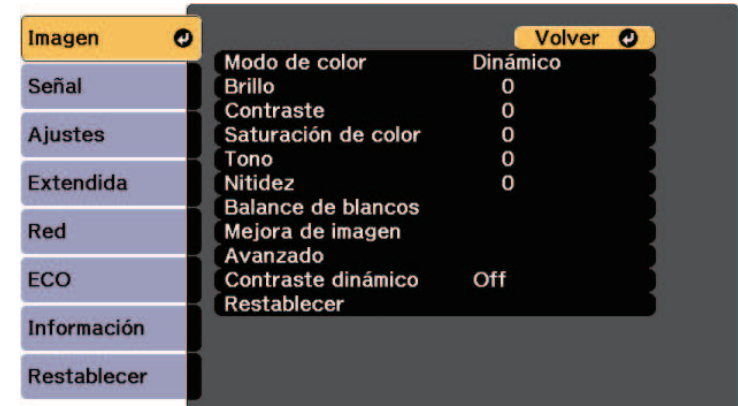 Imagen
Señal
Ajustes
Extendida
Red
ECO
Información
Restablecer
Volver
Modo de color Dinámico
Brillo 0
Contraste 0
Saturación de color 0
Tono 0
Nitidez 0
Balance de blancos
Mejora de imagen
Avanzado
Contraste dinámico Off
Restablecer